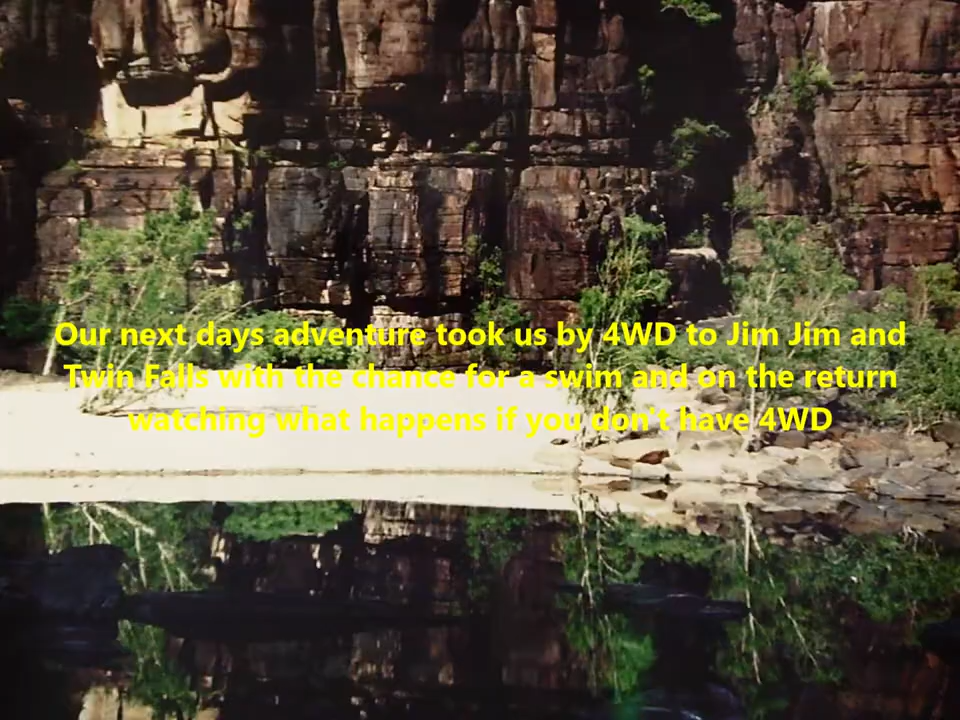 Our next days adventure took us by 4WD to Jim Jim and
Twin Falls with the chance for a swim and on the return
watching what happens if you don't have 4WD